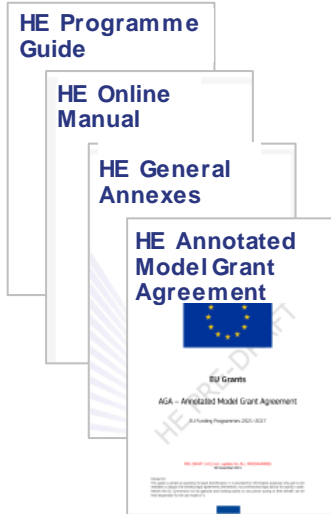 HE Programme
Guide
HE Online
Manual
HE General
Annexes
HE Annotated
Model Grant
Agreement
HE PRE-DRAFT
EU Grants
AGA – Annotated Model Grant Agreement
EU Funding Programmes 2021-2027